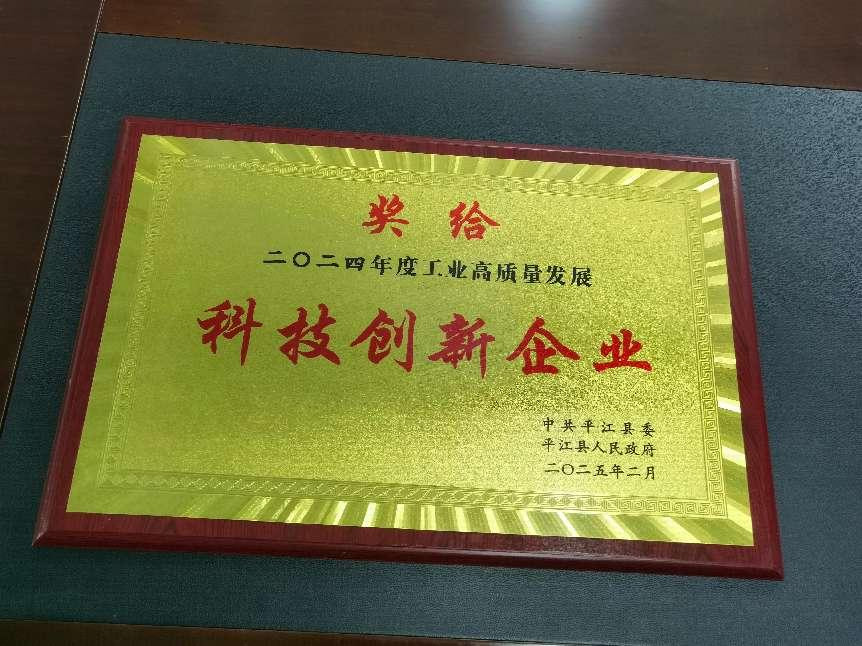 奖给
二〇二四年度工业高质量发展
科技创新企业
中共平江县委
平江县人民政府
二〇二五年二月